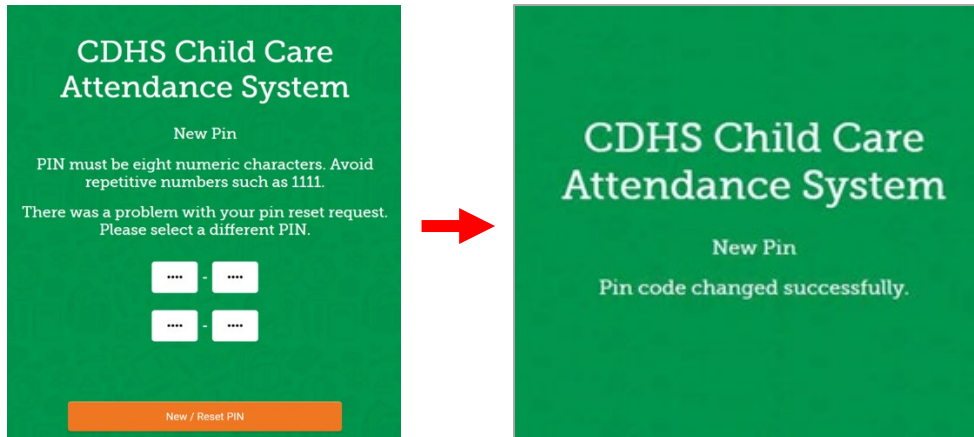 CDHS Child Care
Attendance System
New Pin
PIN must be eight numeric characters. Avoid
repetitive numbers such as 1111.
There was a problem with your pin reset request.
Please select a different PIN.
•••• - ••••
•••• - ••••
New / Reset PIN
CDHS Child Care
Attendance System
New Pin
Pin code changed successfully.